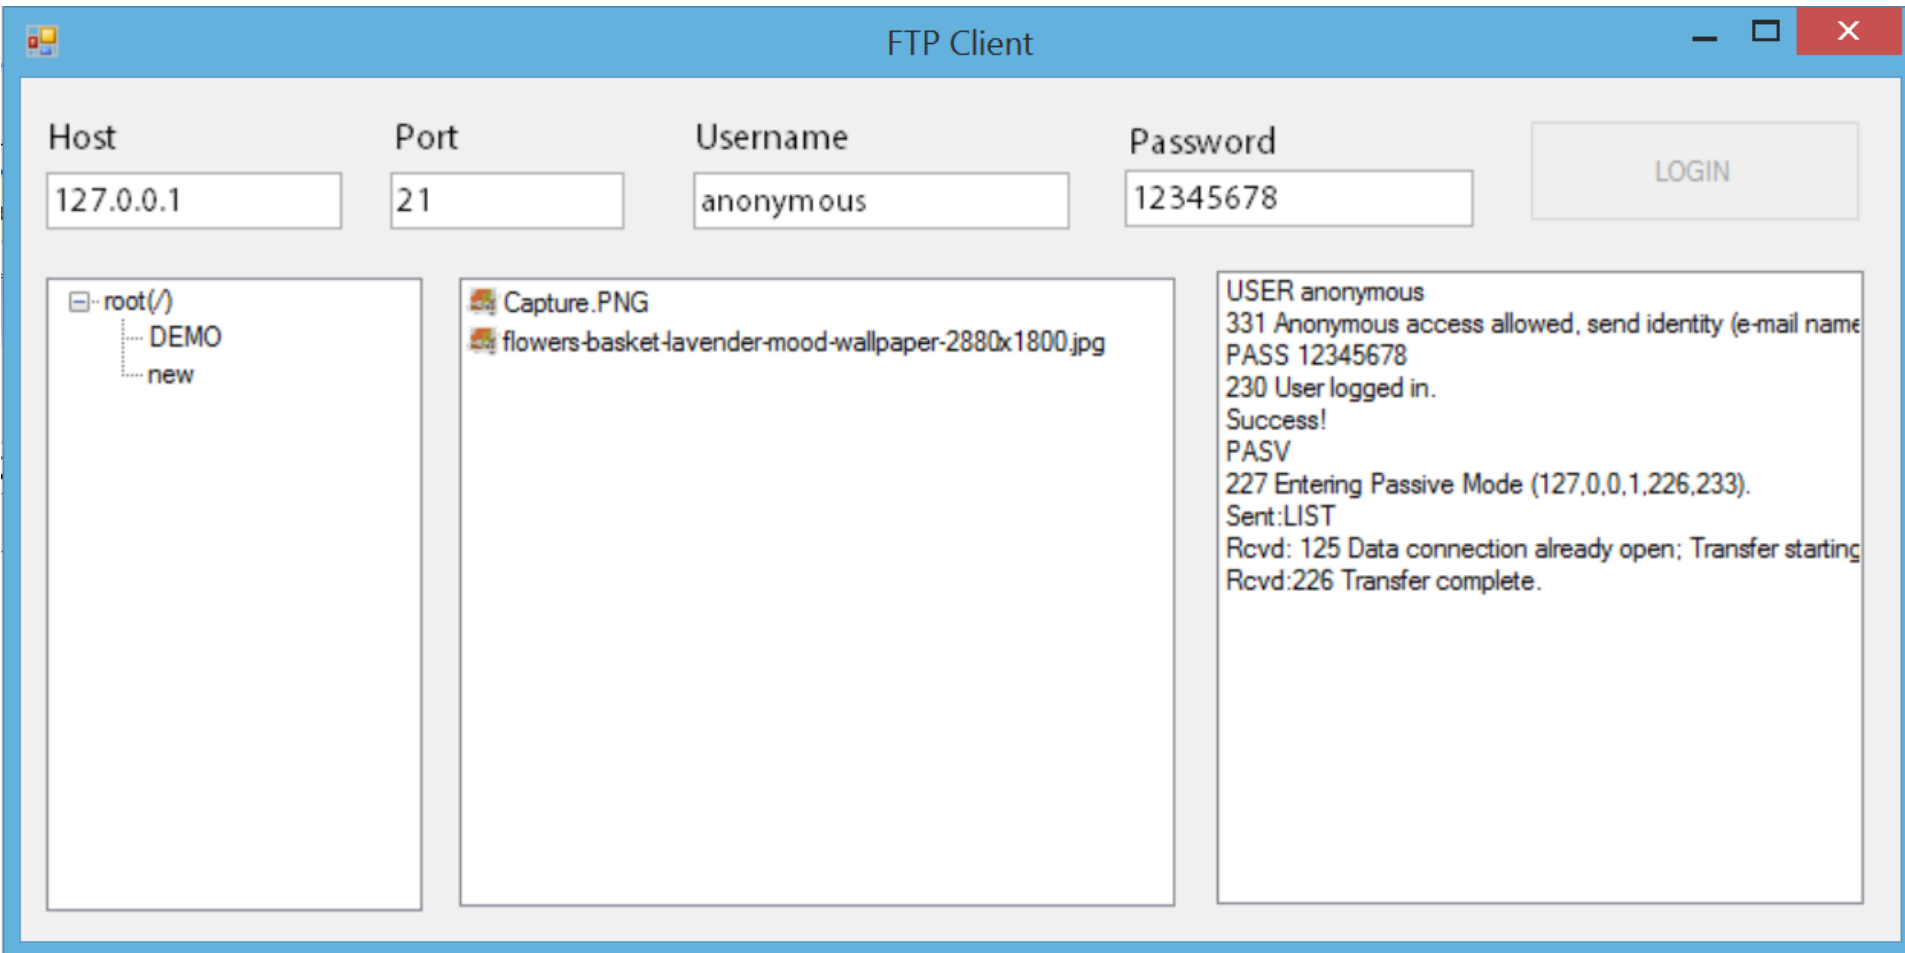 FTP Client
Host
Port
Username
Password
127.0.0.1
21
anonymous
12345678
LOGIN
root(/)
DEMO
new
Capture.PNG
flowers-basket-lavender-mood-wallpaper-2880x1800.jpg
USER anonymous
331 Anonymous access allowed, send identity (e-mail name
PASS 12345678
230 User logged in.
Success!
PASV
227 Entering Passive Mode (127,0,0,1,226,233).
Sent:LIST
Rcvd: 125 Data connection already open; Transfer starting
Rcvd:226 Transfer complete.